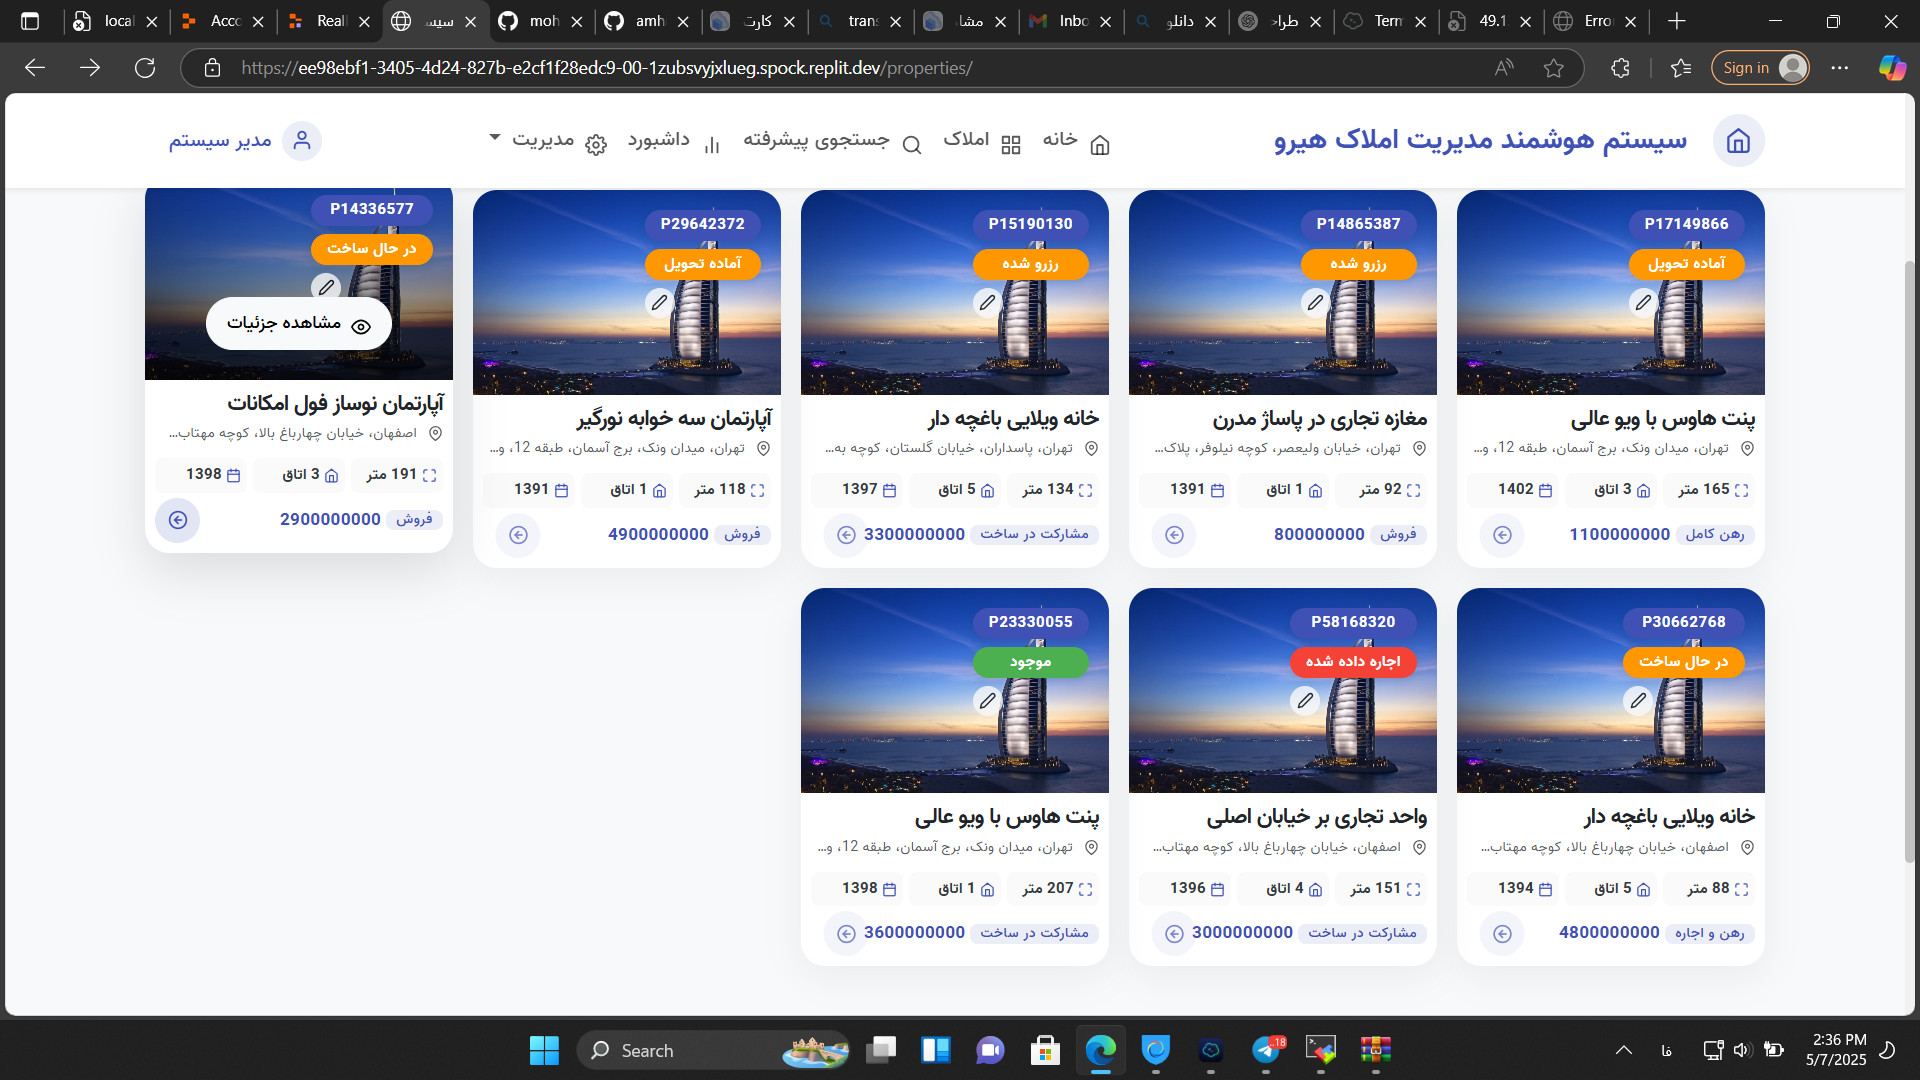 local
Acco
Reall
سیس
moh
amh
کارت
tran
مشا
Inbo
دانلو
طراح
Term
49.1
Erro
https://ee98ebf1-3405-4d24-827b-e2cf1f28edc9-00-1zubsvyjxlueg.spock.replit.dev/properties/
Sign in
سیستم هوشمند مدیریت املاک هیرو
خانه
املاک
جستجوی پیشرفته
داشبورد
مدیریت
مدیر سیستم
P17149866
آماده تحویل
پنت هاوس با ویو عالی
تهران، میدان ونک، برج آسمان، طبقه 12، و...
165 متر
3 اتاق
1402
رهن کامل 1100000000
P14865387
رزرو شده
مغازه تجاری در پاساژ مدرن
تهران، خیابان ولیعصر، کوچه نیلوفر، پلاک...
92 متر
1 اتاق
1391
فروش 800000000
P15190130
رزرو شده
خانه ویلایی باغچه دار
تهران، پاسداران، خیابان گلستان، کوچه به...
134 متر
5 اتاق
1397
مشارکت در ساخت 3300000000
P29642372
آماده تحویل
آپارتمان سه خوابه نورگیر
تهران، میدان ونک، برج آسمان، طبقه 12، و...
118 متر
1 اتاق
1391
فروش 4900000000
P14336577
در حال ساخت
مشاهده جزئیات
آپارتمان نوساز فول امکانات
اصفهان، خیابان چهارباغ بالا، کوچه مهتاب...
191 متر
3 اتاق
1398
فروش 2900000000
P30662768
در حال ساخت
خانه ویلایی باغچه دار
اصفهان، خیابان چهارباغ بالا، کوچه مهتاب...
88 متر
5 اتاق
1394
رهن و اجاره 4800000000
P58168320
اجاره داده شده
واحد تجاری بر خیابان اصلی
اصفهان، خیابان چهارباغ بالا، کوچه مهتاب...
151 متر
4 اتاق
1396
مشارکت در ساخت 3000000000
P23330055
موجود
پنت هاوس با ویو عالی
تهران، میدان ونک، برج آسمان، طبقه 12، و...
207 متر
1 اتاق
1398
مشارکت در ساخت 3600000000
Search
فا
2:36 PM
5/7/2025